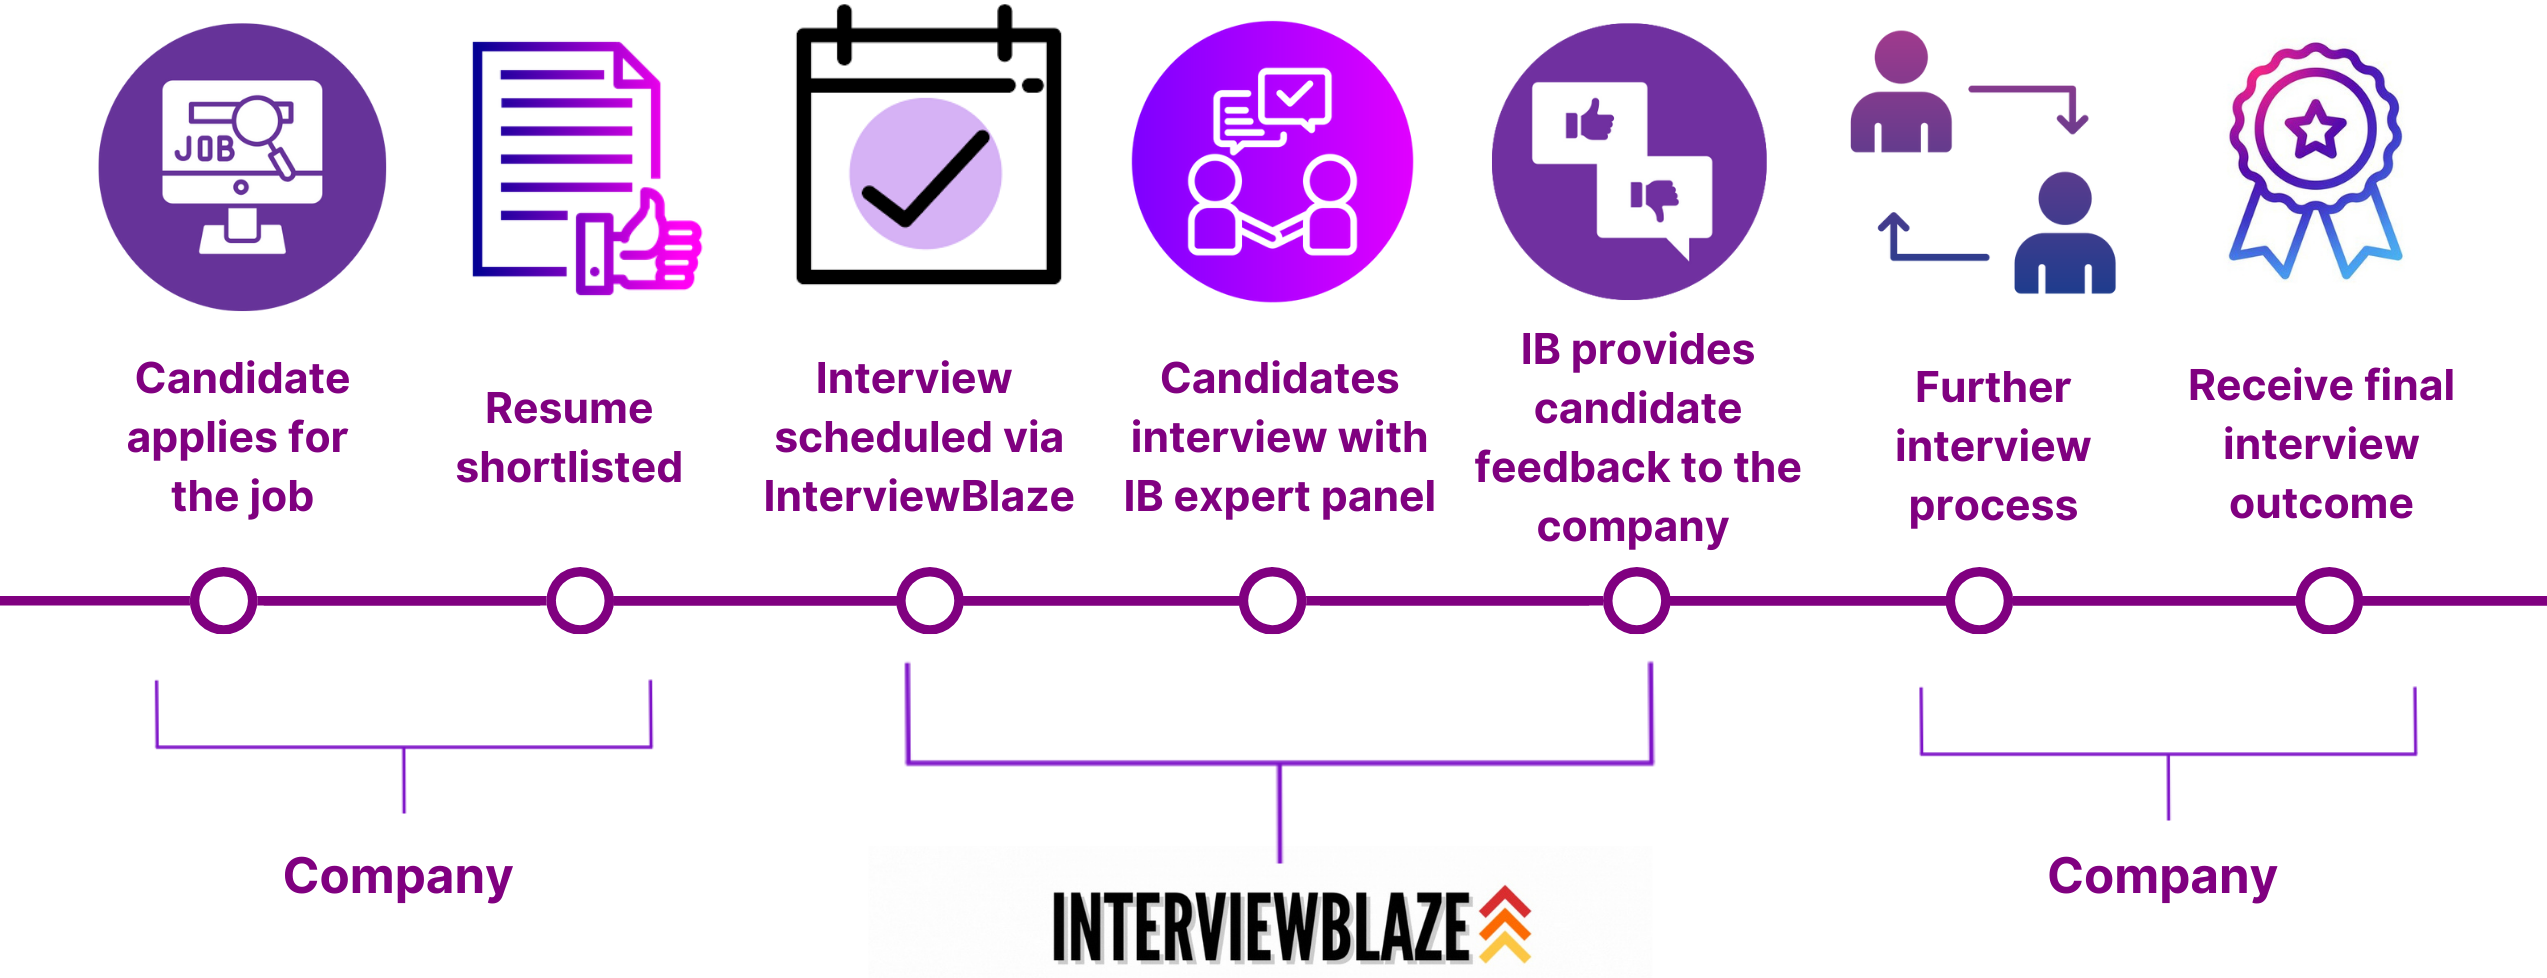 JOB
Candidate
applies for
the job
Resume
shortlisted
Interview
scheduled via
InterviewBlaze
Candidates
interview with
IB expert panel
IB provides
candidate
feedback to the
company
Further
interview
process
Receive final
interview
outcome
Company
INTERVIEWBLAZE
Company